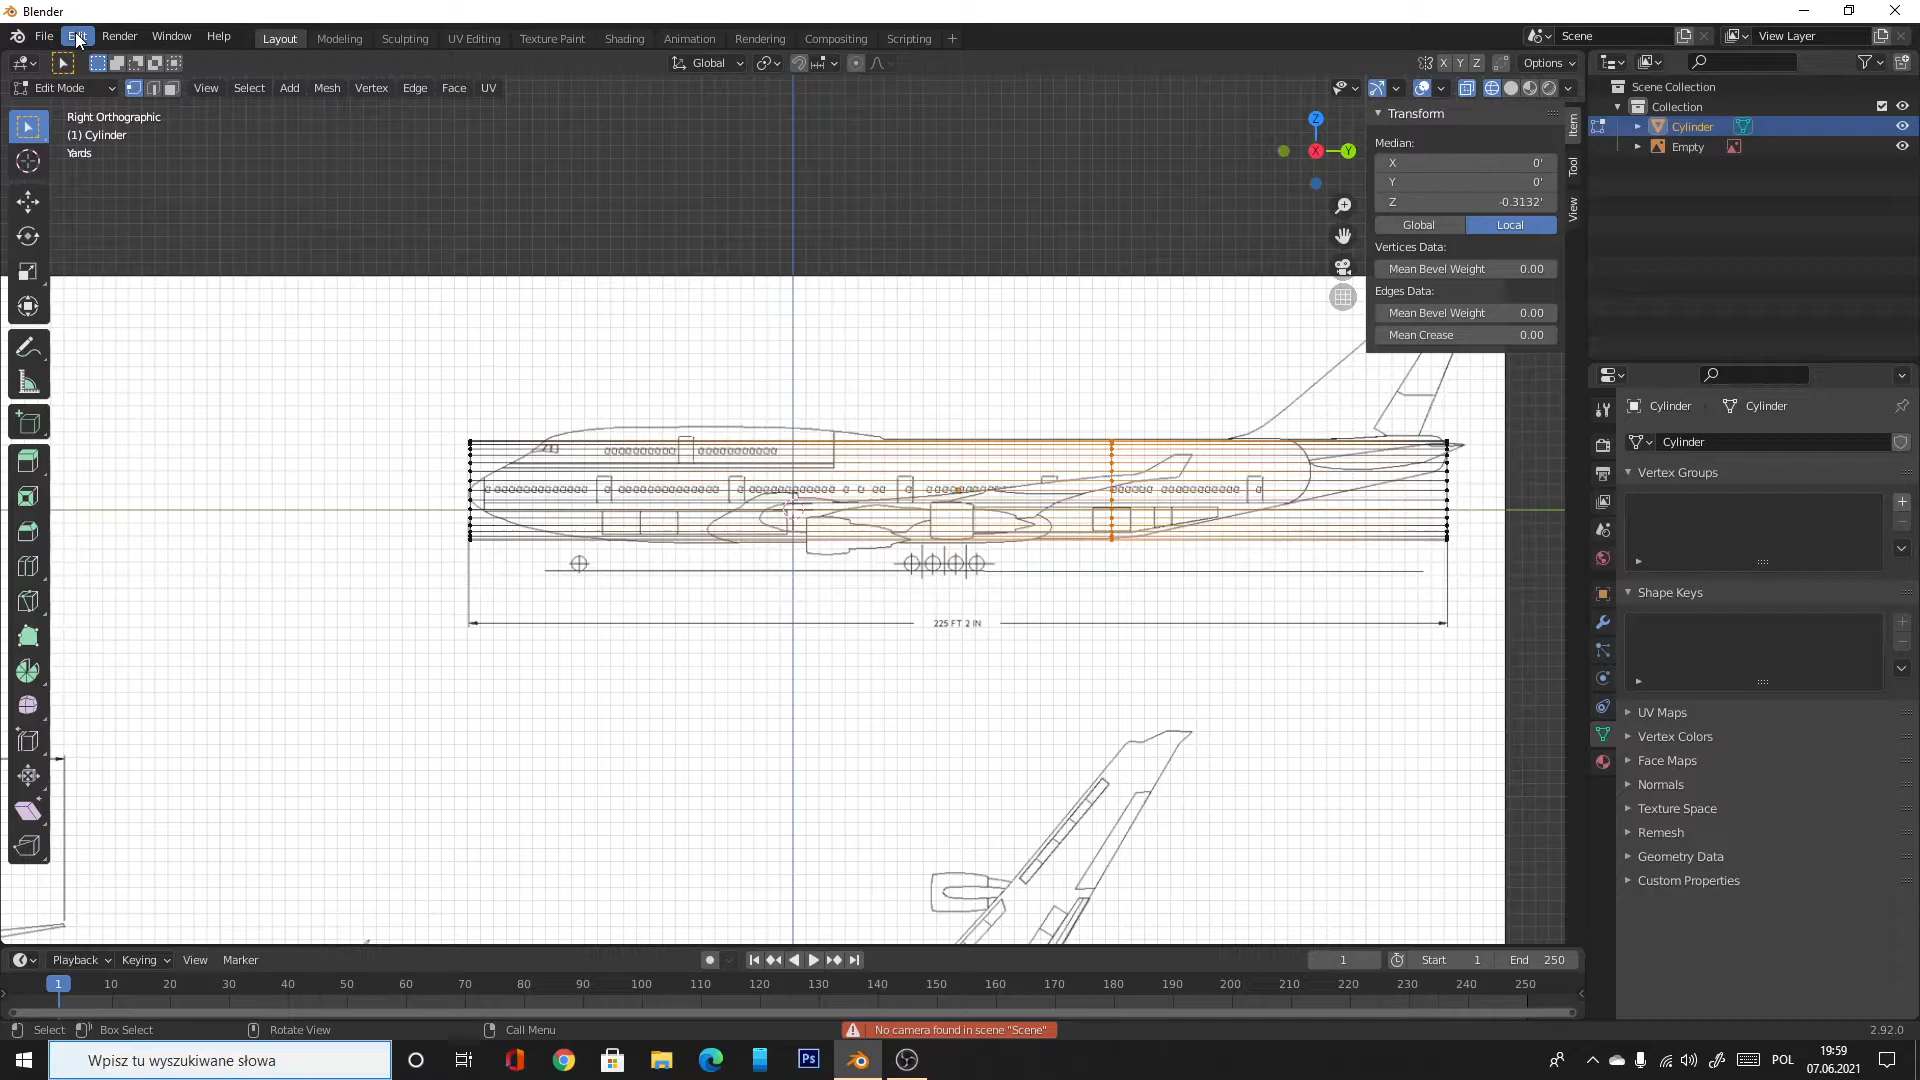 Blender
File Edit Render Window Help Layout Modeling Sculpting UV Editing Texture Paint Shading Animation Rendering Compositing Scripting + Scene View Layer
Global X Y Z Options
Edit Mode View Select Add Mesh Vertex Edge Face UV
Right Orthographic
(1) Cylinder
Yards
Z
X
Y
Transform
Median:
X 0'
Y 0'
Z -0.3132'
Global Local
Vertices Data:
Mean Bevel Weight 0.00
Edges Data:
Mean Bevel Weight 0.00
Mean Crease 0.00
Item
Tool
View
Scene Collection
Collection
Cylinder
Empty
Cylinder Cylinder
Cylinder
Vertex Groups
Shape Keys
UV Maps
Vertex Colors
Face Maps
Normals
Texture Space
Remesh
Geometry Data
Custom Properties
225 FT 2 IN
Playback Keying View Marker 1 Start 1 End 250
1 10 20 30 40 50 60 70 80 90 100 110 120 130 140 150 160 170 180 190 200 210 220 230 240 250
Select Box Select Rotate View Call Menu No camera found in scene "Scene" 2.92.0
Wpisz tu wyszukiwane słowa
Ps
POL
19:59
07.06.2021